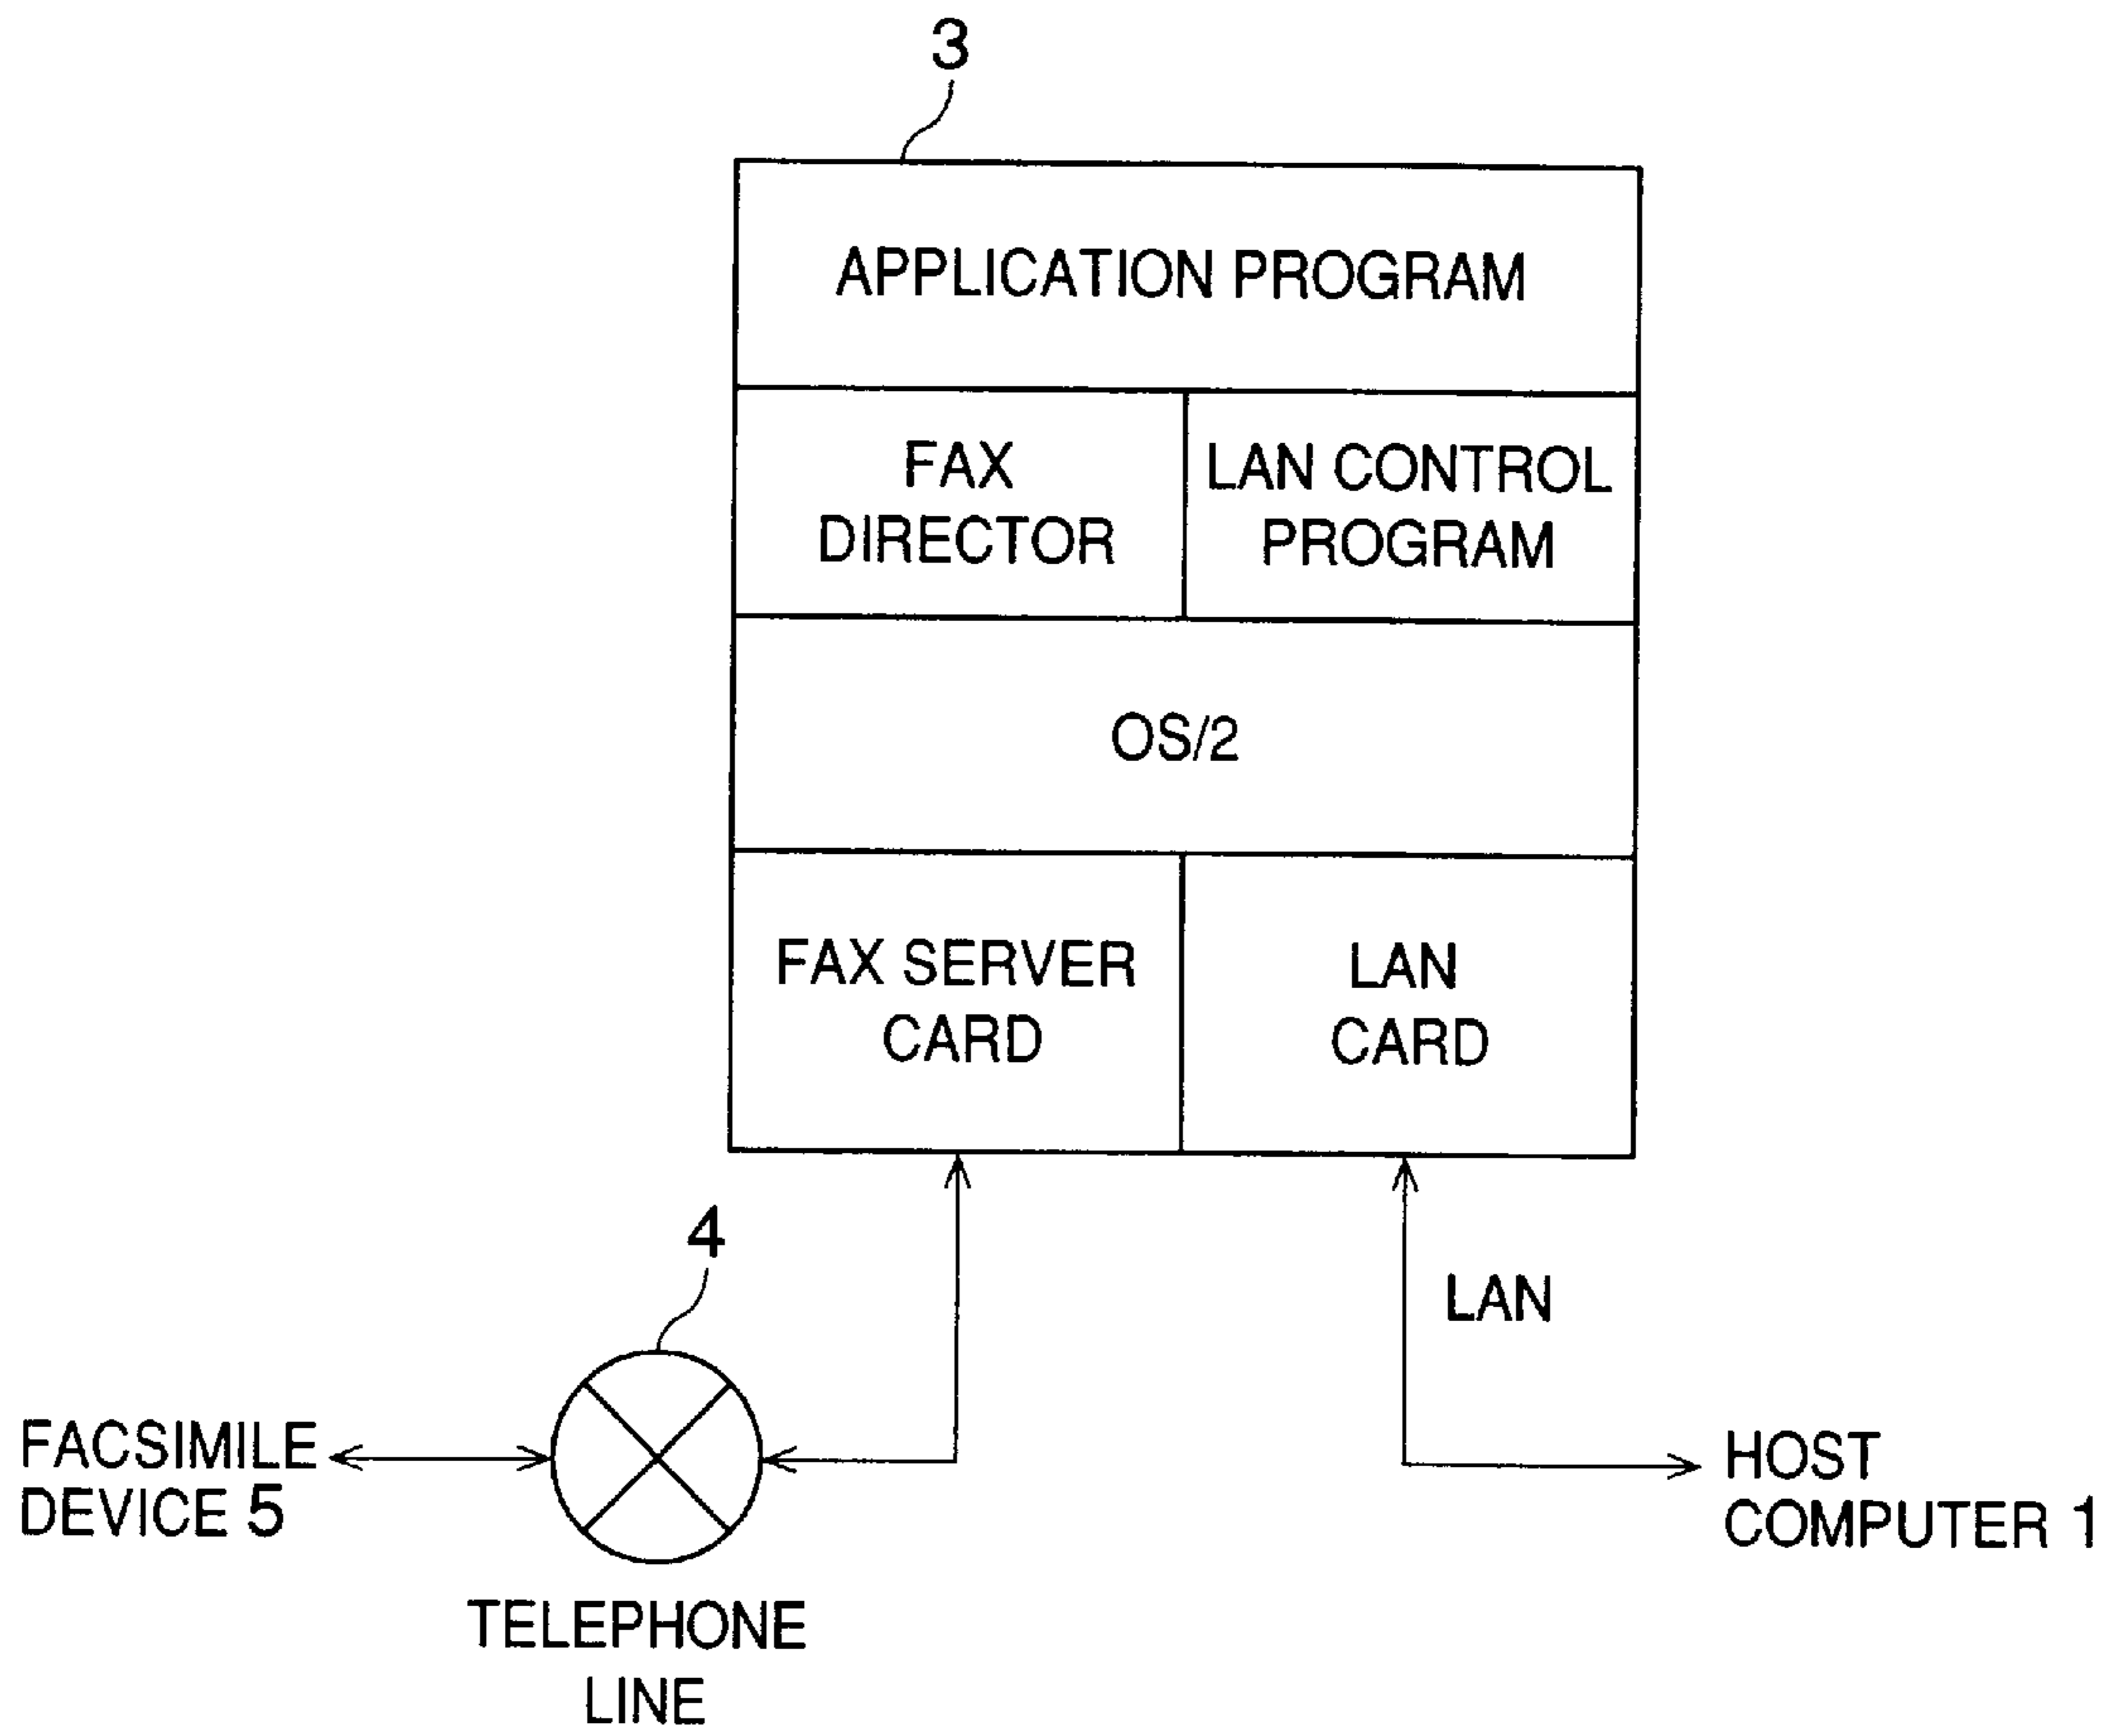 3
APPLICATION PROGRAM
FAX
DIRECTOR
LAN CONTROL
PROGRAM
OS/2
FAX SERVER
CARD
LAN
CARD
4
LAN
FACSIMILE
DEVICE 5
HOST
COMPUTER 1
TELEPHONE
LINE